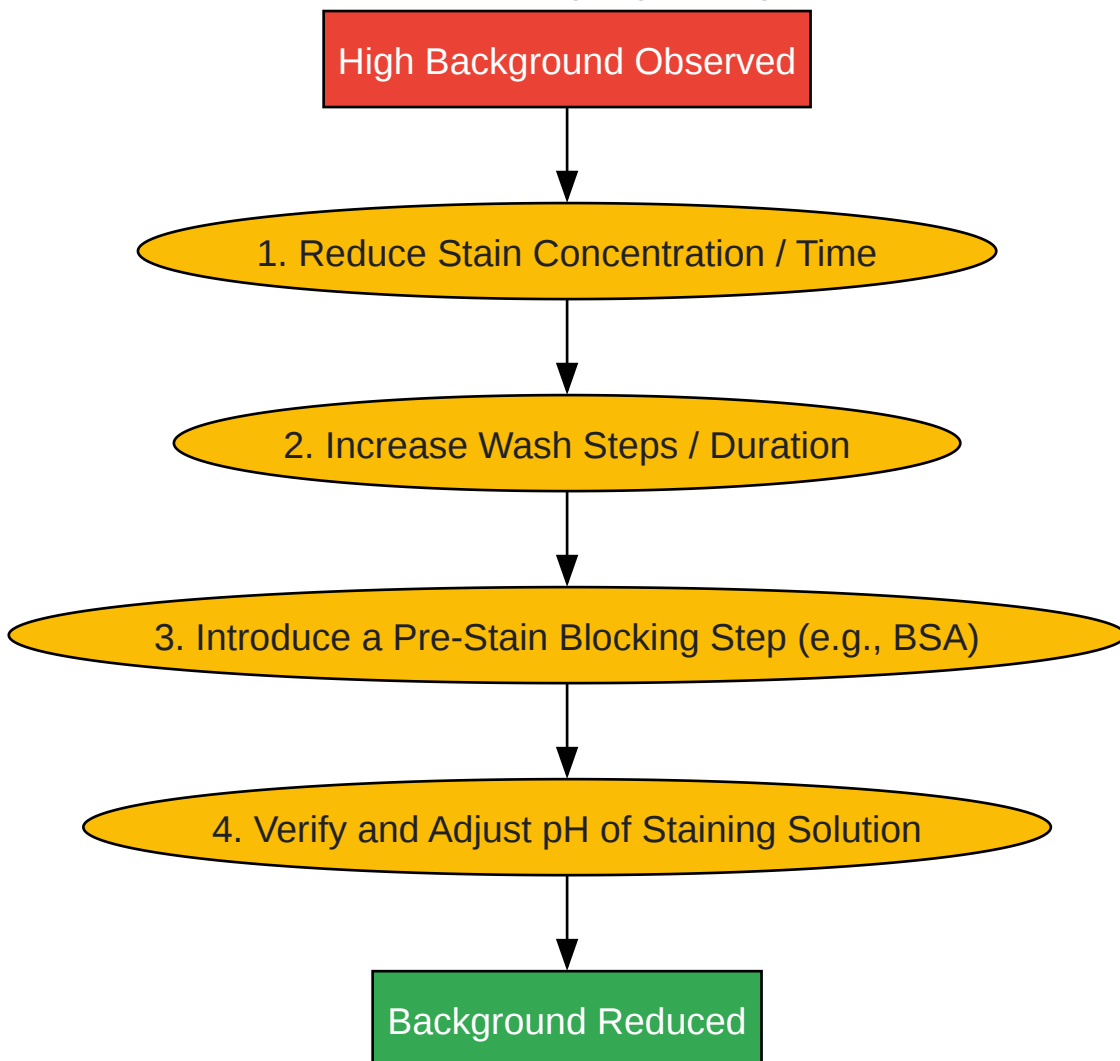 High Background Observed
1. Reduce Stain Concentration / Time
2. Increase Wash Steps / Duration
3. Introduce a Pre-Stain Blocking Step (e.g., BSA)
4. Verify and Adjust pH of Staining Solution
Background Reduced